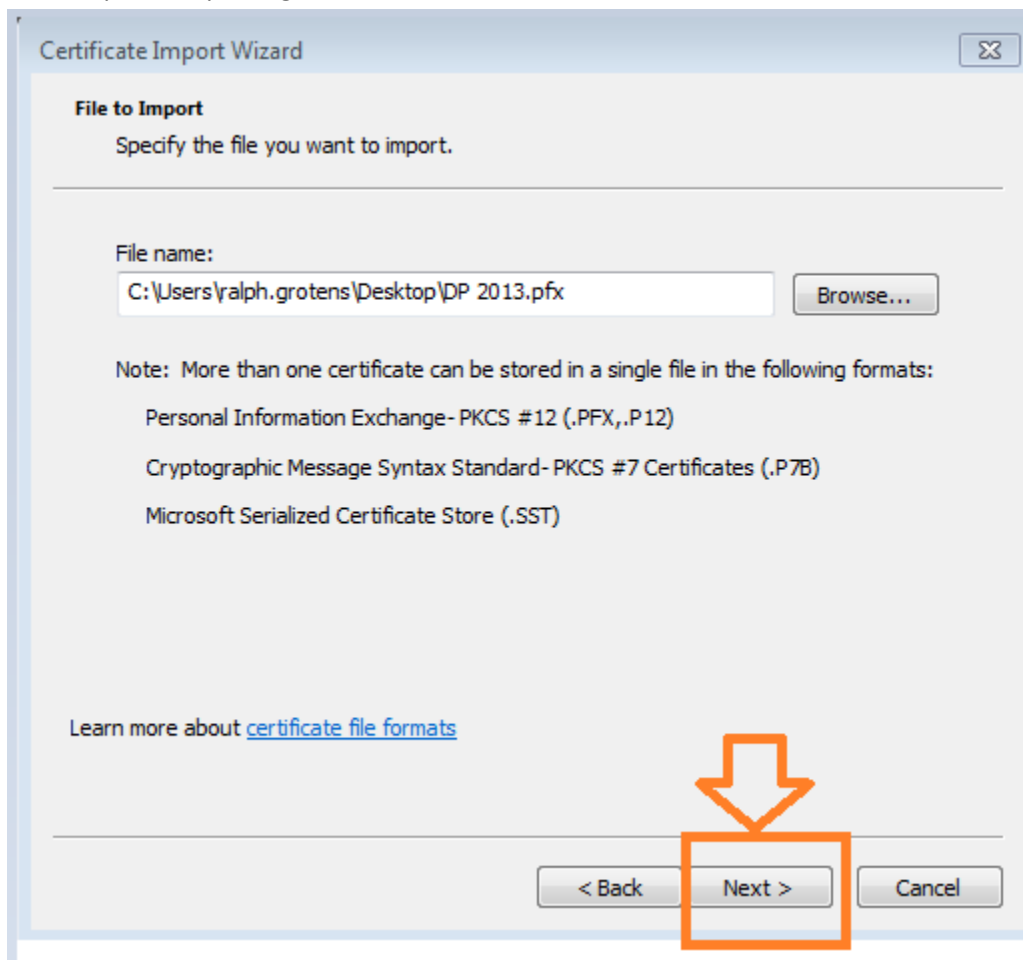 Certificate Import Wizard
File to Import
Specify the file you want to import.
File name:
C:\Users\ralph.grotens\Desktop\DP 2013.pfx
Browse...
Note:  More than one certificate can be stored in a single file in the following formats:
Personal Information Exchange- PKCS #12 (.PFX,.P12)
Cryptographic Message Syntax Standard- PKCS #7 Certificates (.P7B)
Microsoft Serialized Certificate Store (.SST)
Learn more about certificate file formats
< Back Next > Cancel